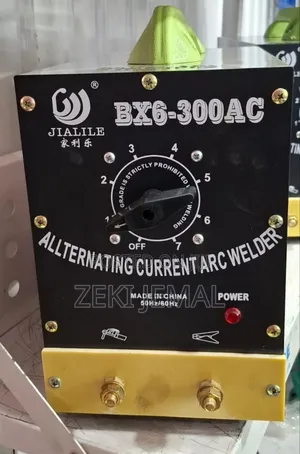 ®
BX6-300AC
JIALILE
家利乐
1 2 3 4 5 6 7
OFF
GRADE IS STRICTLY PROHIBITED WELDING
ALLTERNATING CURRENT ARC WELDER
ZEKI JEMAL
MADE IN CHINA
50Hz/60Hz
POWER